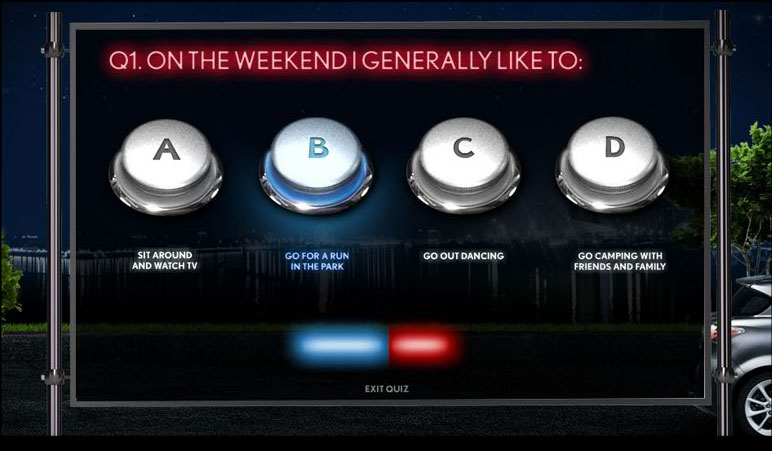 Q1. ON THE WEEKEND I GENERALLY LIKE TO:
A
B
C
D
SIT AROUND
AND WATCH TV
GO FOR A RUN
IN THE PARK
GO OUT DANCING
GO CAMPING WITH
FRIENDS AND FAMILY
EXIT QUIZ